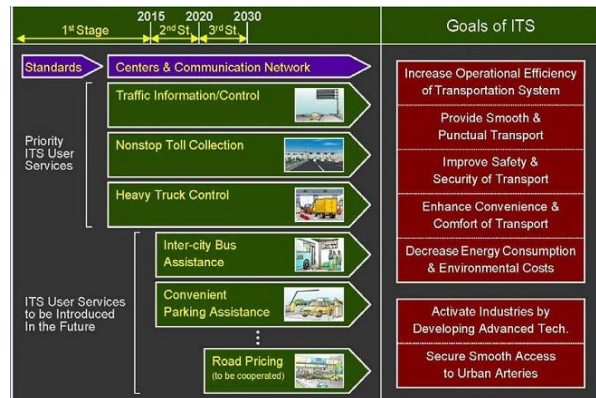 2015 2020 2030
1st Stage 2nd St. 3rd St.
Standards
Centers & Communication Network
Priority
ITS User
Services
Traffic Information/Control
Nonstop Toll Collection
Heavy Truck Control
ITS User Services
to be Introduced
In the Future
Inter-city Bus
Assistance
Convenient
Parking Assistance
Road Pricing
(to be cooperated)
Goals of ITS
Increase Operational Efficiency
of Transportation System
Provide Smooth &
Punctual Transport
Improve Safety &
Security of Transport
Enhance Convenience &
Comfort of Transport
Decrease Energy Consumption
& Environmental Costs
Activate Industries by
Developing Advanced Tech.
Secure Smooth Access
to Urban Arteries